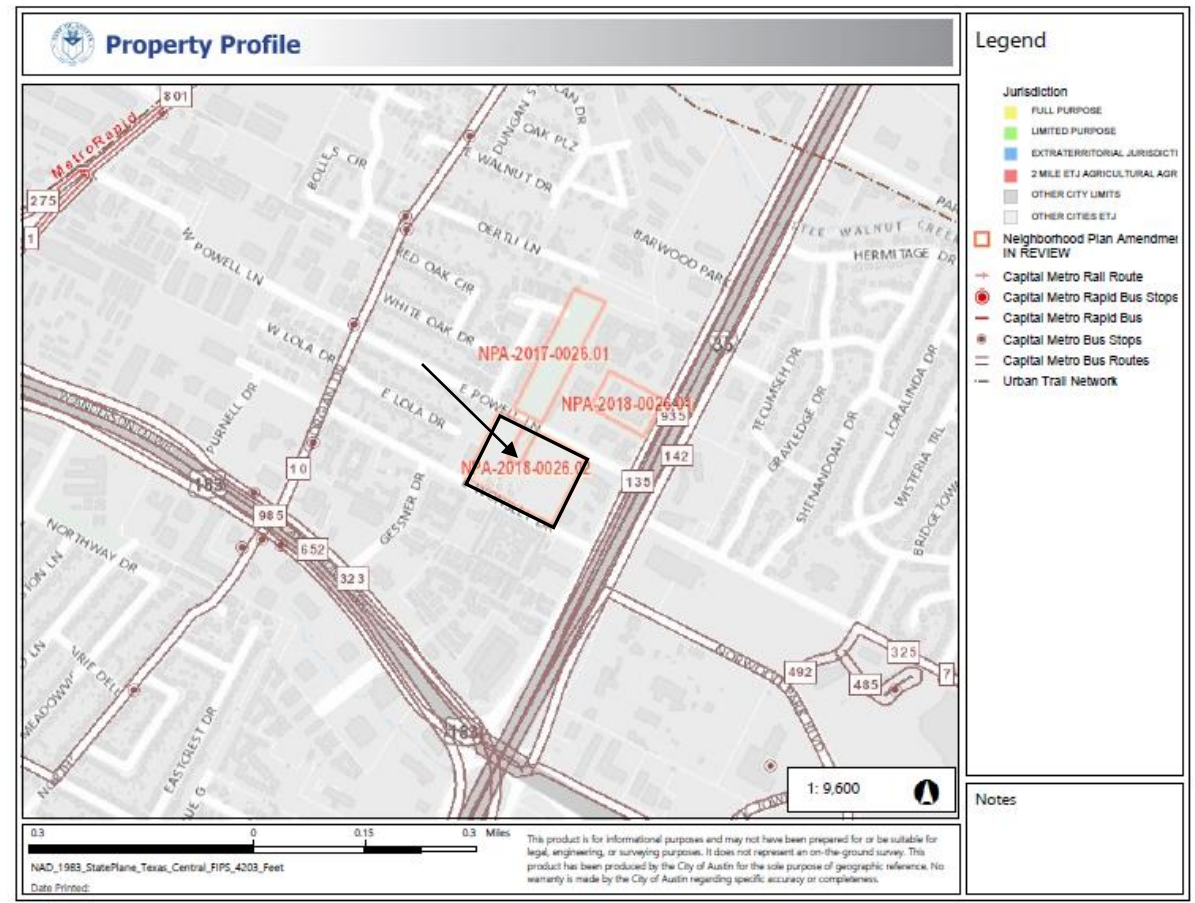 Property Profile
Legend
Jurisdiction
FULL PURPOSE
LIMITED PURPOSE
EXTRATERRITORIAL JURISDICTI
2 MILE ETJ AGRICULTURAL AGR
OTHER CITY LIMITS
OTHER CITIES ETJ
Neighborhood Plan Amendmer
IN REVIEW
Capital Metro Rail Route
Capital Metro Rapid Bus Stops
Capital Metro Rapid Bus
Capital Metro Bus Stops
Capital Metro Bus Routes
Urban Trail Network
Notes
801
MetroRapid
275
1
BOLLES CIR
DUNGAN
OAK PLZ
E WALNUT DR
OERTLI LN
W POWELL LN
RED OAK CIR
BARWOOD PARK
WALNUT CREEK
HERMITAGE DR
WHITE OAK DR
W LOLA DR
NPA-2017-0026.01
35
E POWELL LN
NPA-2018-0026.01
E LOLA DR
935
TECUMSEH DR
GRAYLEDGE DR
LORALINDA DR
SHENANDOAH DR
WISTERIA TRL
PURNELL DR
142
135
NPA-2018-0026.02
10
183
GESSNER DR
985
652
323
NORTHWAY DR
EASTCREST DR
NORWOOD PARK BLVD
325
492
485
7
183
1: 9,600
0.3
0
0.15
0.3 Miles
NAD_1983_StatePlane_Texas_Central_FIPS_4203_Feet
Date Printed:
This product is for informational purposes and may not have been prepared for or be suitable for
legal, engineering, or surveying purposes. It does not represent an on-the-ground survey. This
product has been produced by the City of Austin for the sole purpose of geographic reference. No
warranty is made by the City of Austin regarding specific accuracy or completeness.